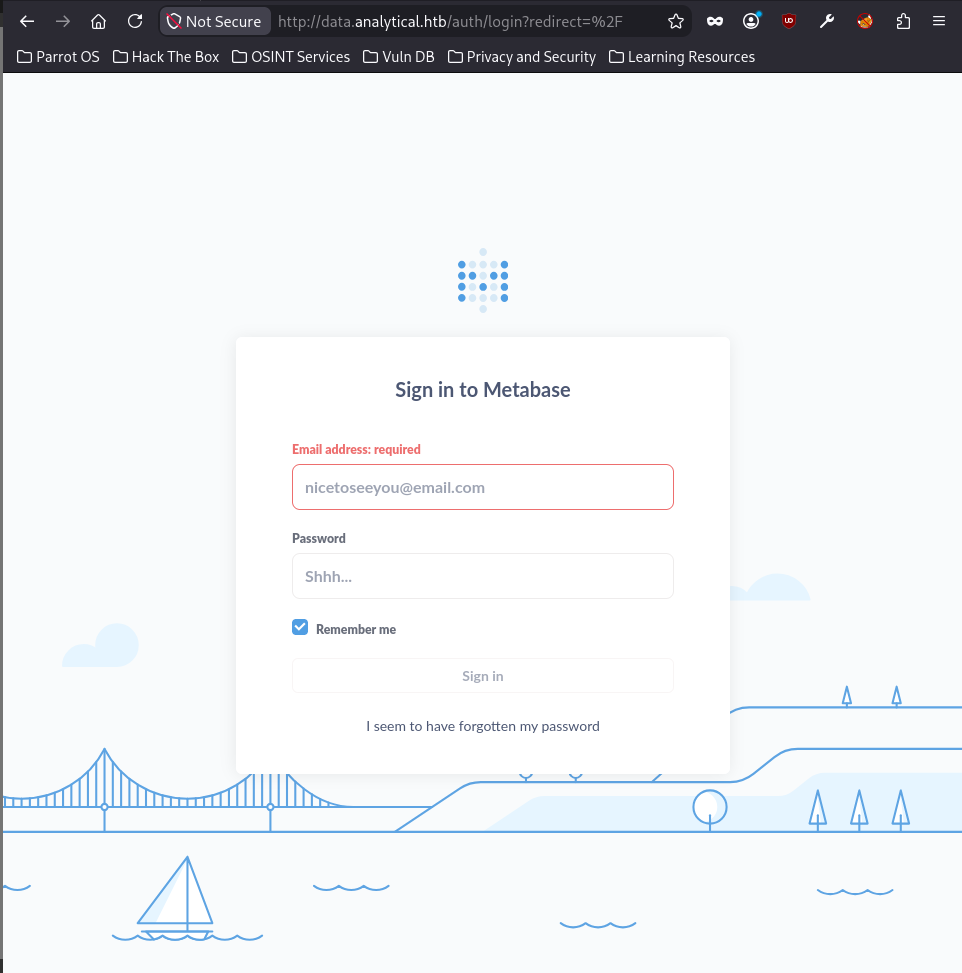 Not Secure http://data.analytical.htb/auth/login?redirect=%2F
Parrot OS Hack The Box OSINT Services Vuln DB Privacy and Security Learning Resources
Sign in to Metabase
Email address: required
nicetoseeyou@email.com
Password
Shhh...
Remember me
Sign in
I seem to have forgotten my password